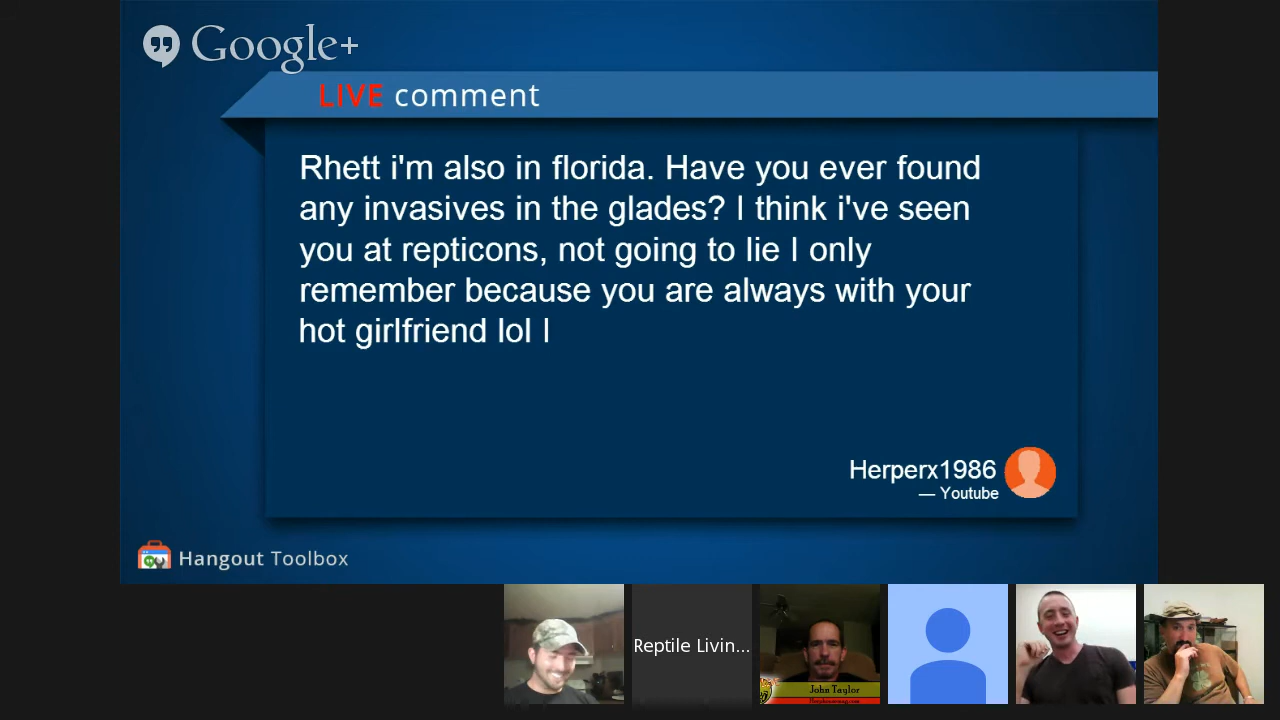 Google+
LIVE comment
Rhett i'm also in florida. Have you ever found
any invasives in the glades? I think i've seen
you at repticons, not going to lie I only
remember because you are always with your
hot girlfriend lol I
Herperx1986
— Youtube
Hangout Toolbox
Reptile Livin...
John Taylor